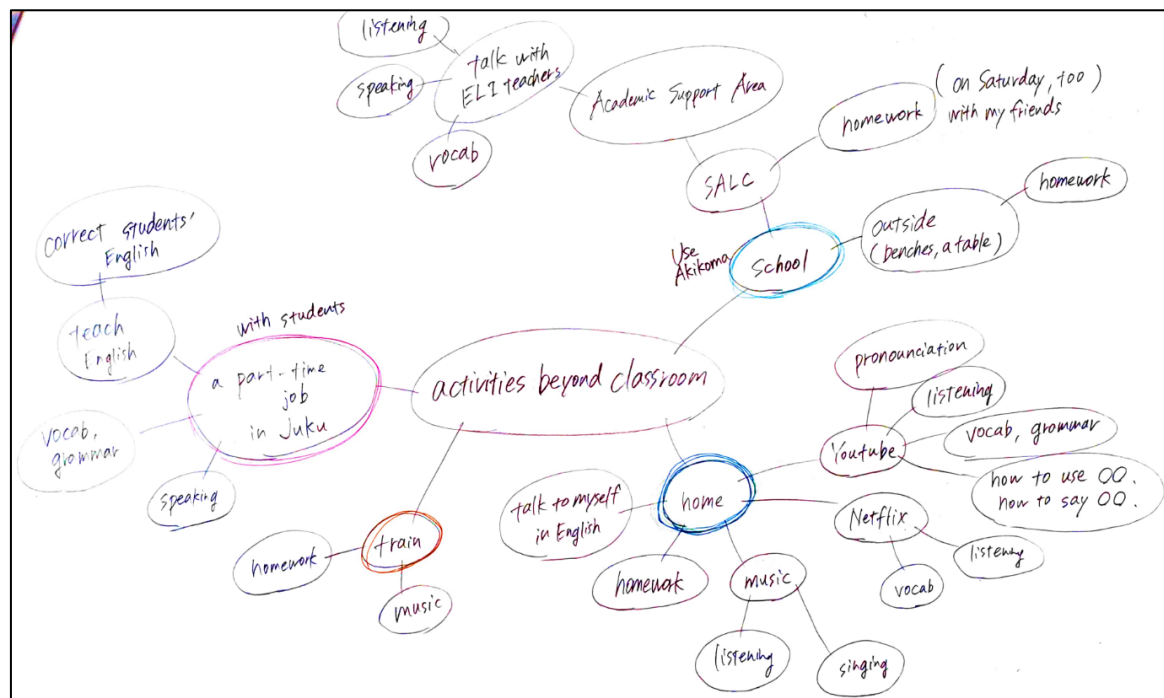 listening
talk with
ELI teachers
speaking
vocab
Academic Support Area
SALC
homework
(on Saturday, too)
with my friends
Use
Akikoma
School
outside
(benches, a table)
homework
correct students'
English
teach
English
with students
a part-time
job
in Juku
vocab,
grammar
speaking
activities beyond classroom
train
homework
music
home
talk to myself
in English
homework
music
listening
singing
Youtube
pronounciation
listening
vocab, grammar
how to use OO.
how to say OO.
Netflix
listening
vocab